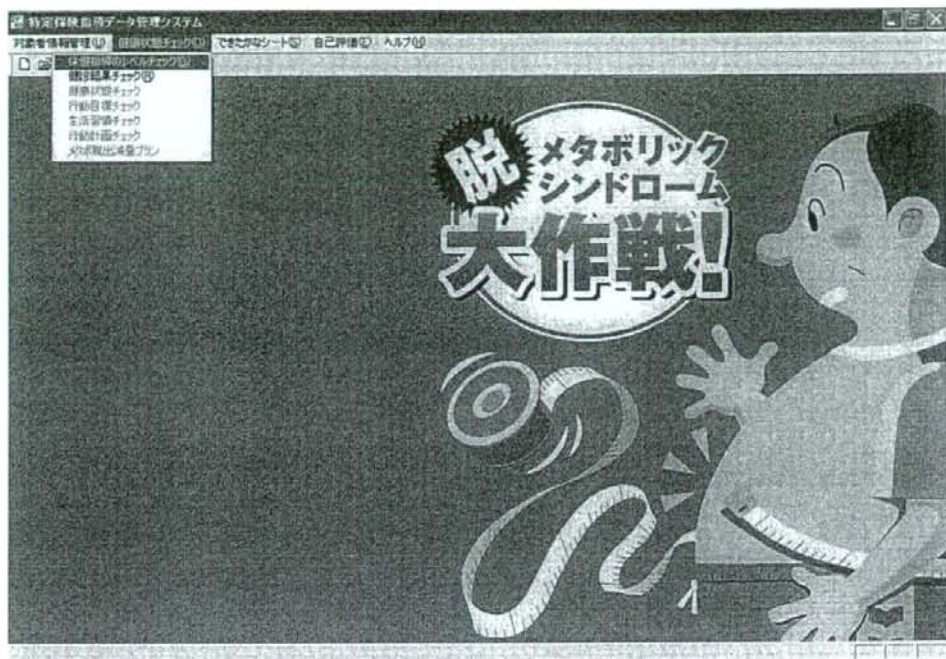 特定保険指導データ管理システム
対象者情報管理(U) 健康状態チェック(D) できたかなシート(S) 自己評価(E) ヘルプ(H)
保健指導のレベルチェック(L)
健診結果チェック(R)
健康状態チェック
行動目標チェック
生活習慣チェック
行動計画チェック
メタボ脱出減量プラン
脱
メタボリック
シンドローム
大作戦!